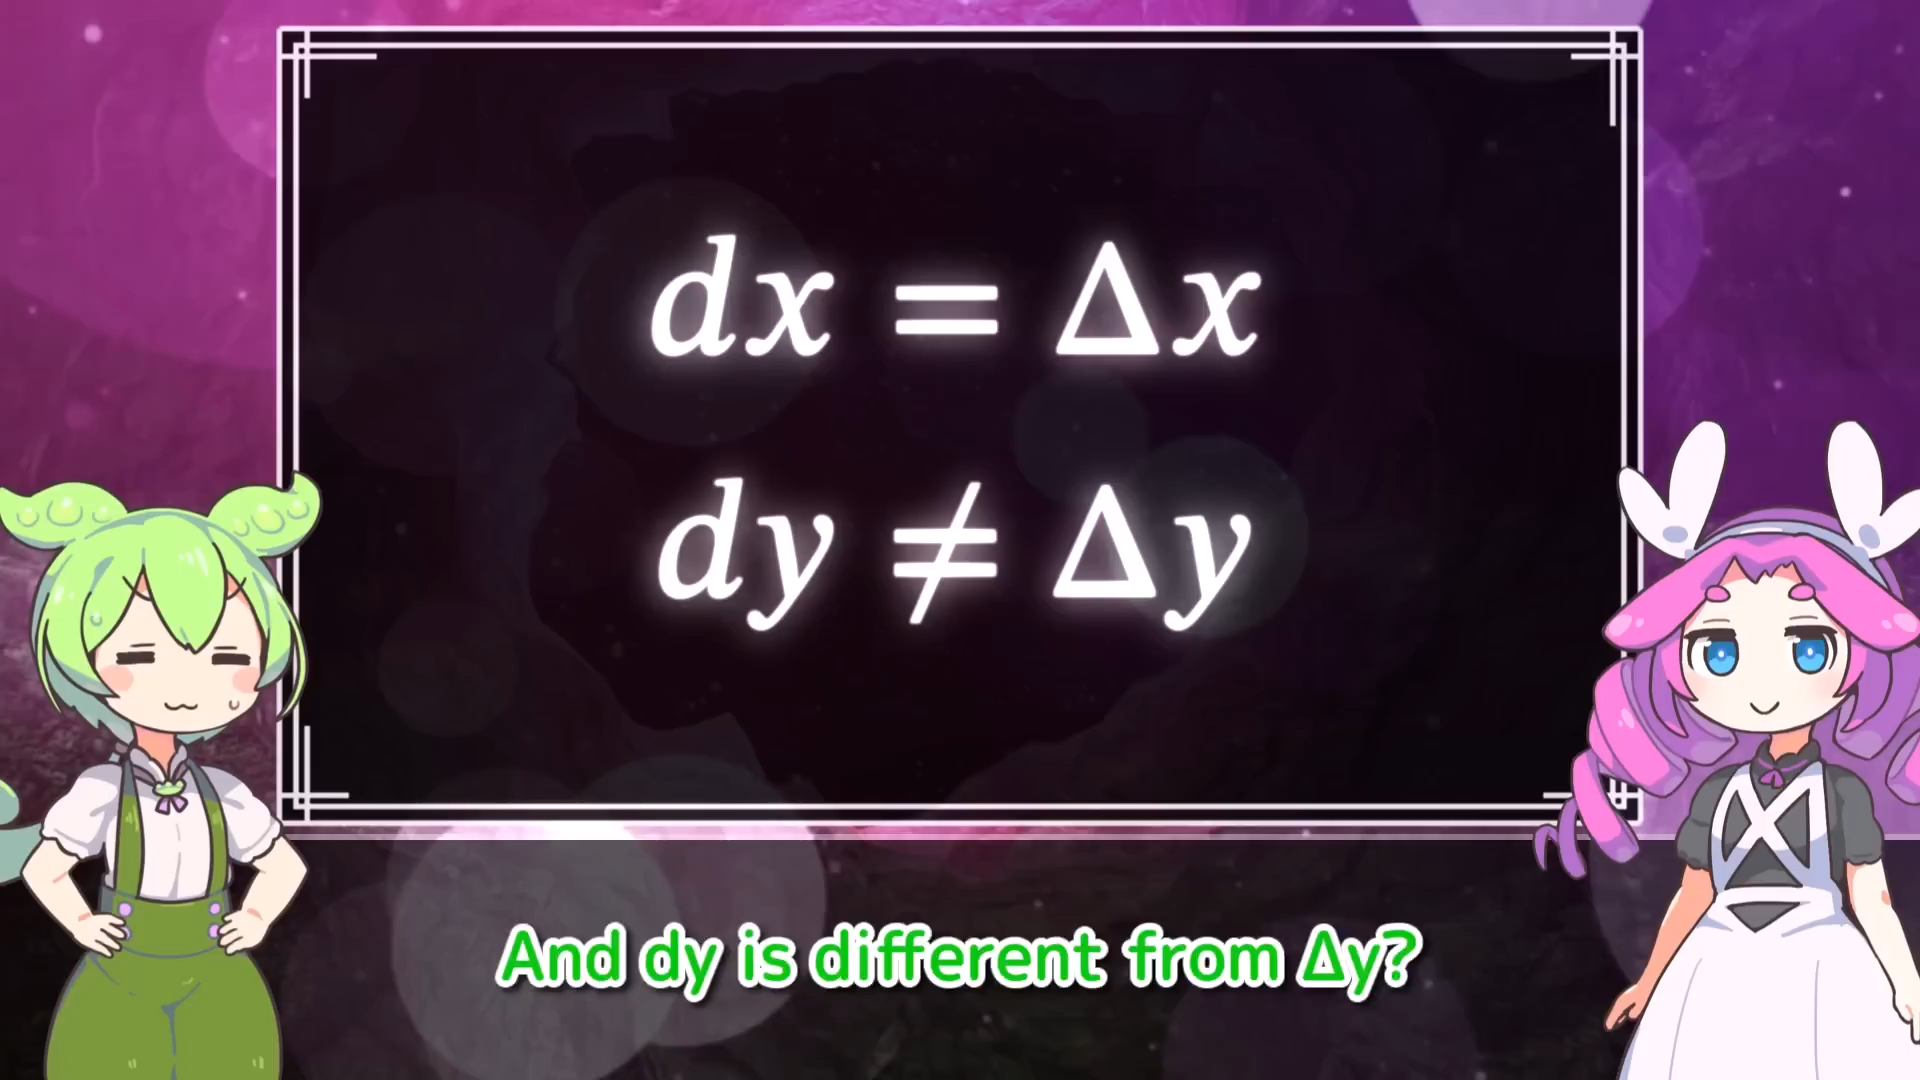 dx = Δx
dy ≠ Δy
And dy is different from Δy?